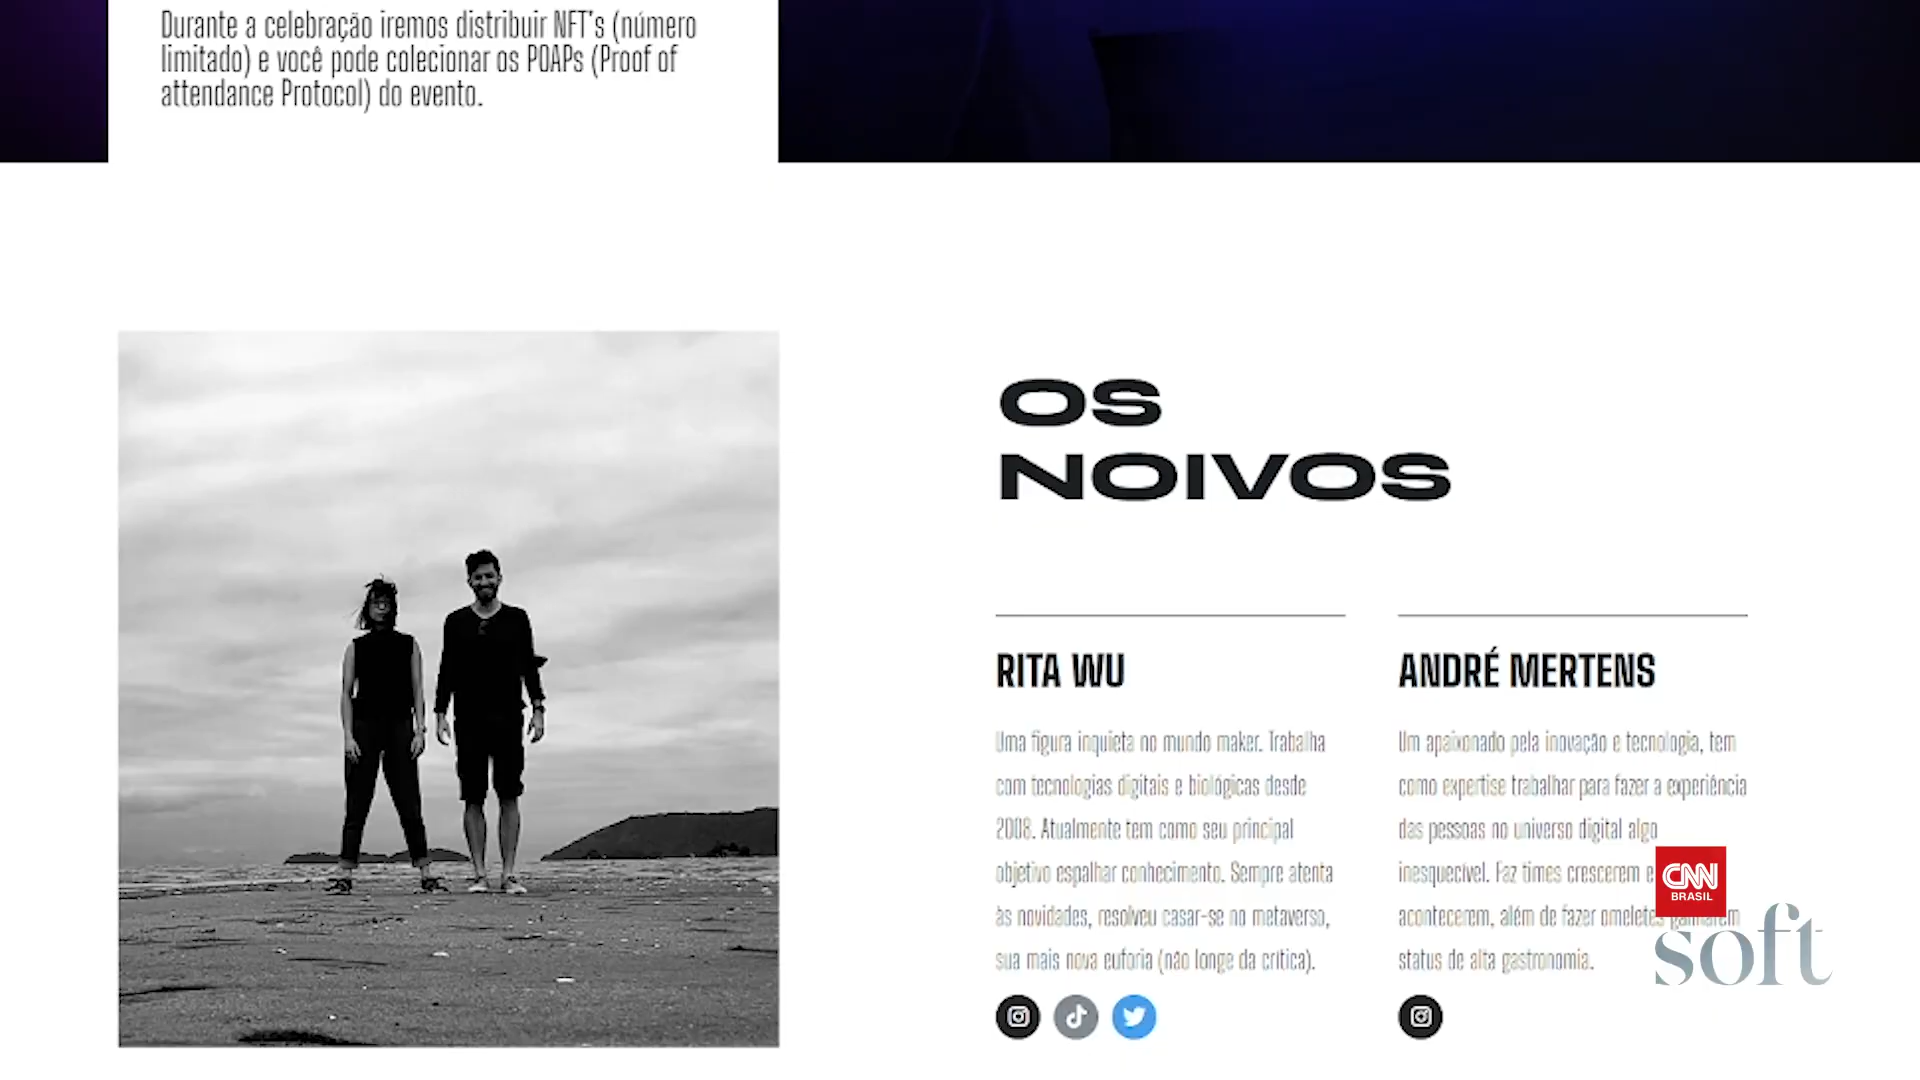 Durante a celebração iremos distribuir NFT's (número
limitado) e você pode colecionar os POAPs (Proof of
attendance Protocol) do evento.
OS
NOIVOS
RITA WU
Uma figura inquieta no mundo maker. Trabalha
com tecnologias digitais e biológicas desde
2008. Atualmente tem como seu principal
objetivo espalhar conhecimento. Sempre atenta
às novidades, resolveu casar-se no metaverso,
sua mais nova euforia (não longe da crítica).
ANDRÉ MERTENS
Um apaixonado pela inovação e tecnologia, tem
como expertise trabalhar para fazer a experiência
das pessoas no universo digital algo
inesquecível. Faz times crescerem e
acontecerem, além de fazer omeletes
status de alta gastronomia.
CNN
BRASIL
soft